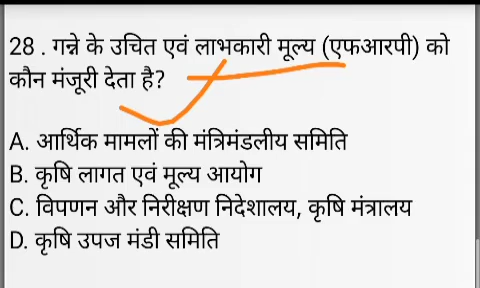 28 . गन्ने के उचित एवं लाभकारी मूल्य (एफआरपी) को
कौन मंजूरी देता है?
A. आर्थिक मामलों की मंत्रिमंडलीय समिति
B. कृषि लागत एवं मूल्य आयोग
C. विपणन और निरीक्षण निदेशालय, कृषि मंत्रालय
D. कृषि उपज मंडी समिति